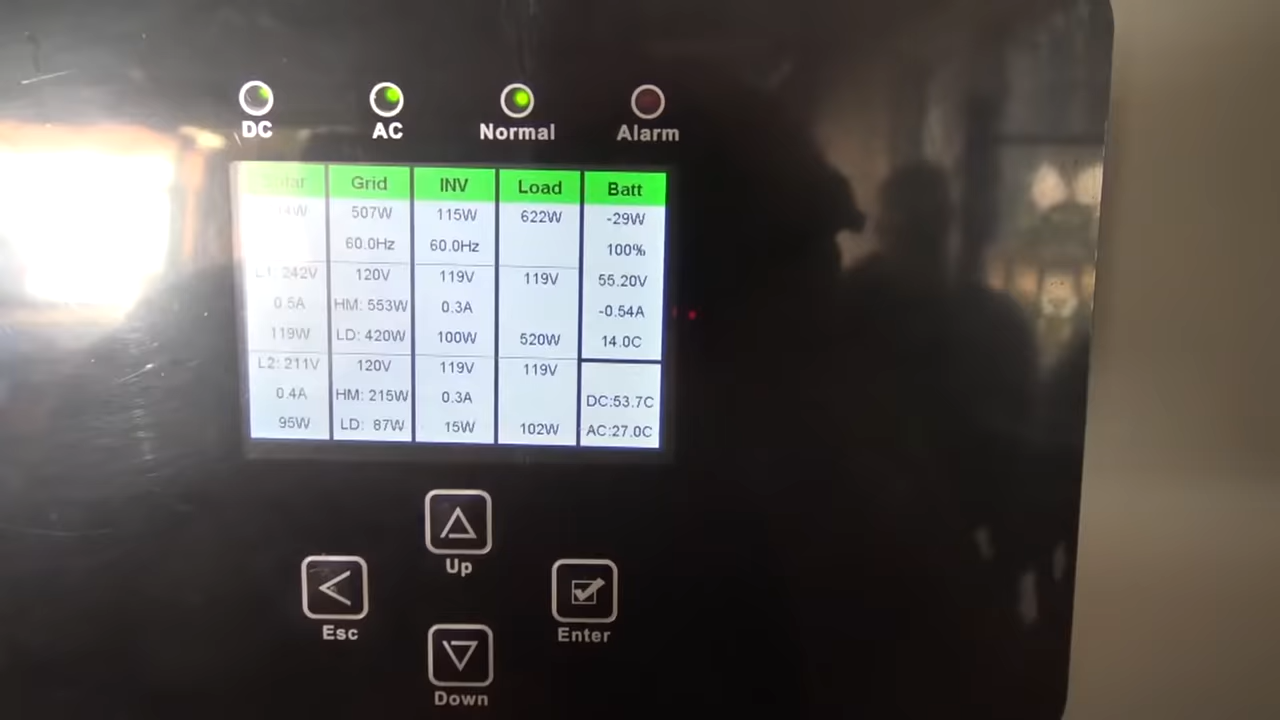 DC AC Normal Alarm
Grid INV Load Batt
507W 115W 622W -29W
60.0Hz 60.0Hz 100%
242V 120V 119V 119V 55.20V
0.5A HM: 553W 0.3A -0.54A
119W LD: 420W 100W 520W 14.0C
L2: 211V 120V 119V 119V
0.4A HM: 215W 0.3A DC:53.7C
95W LD: 87W 15W 102W AC:27.0C
Up
Esc Enter
Down